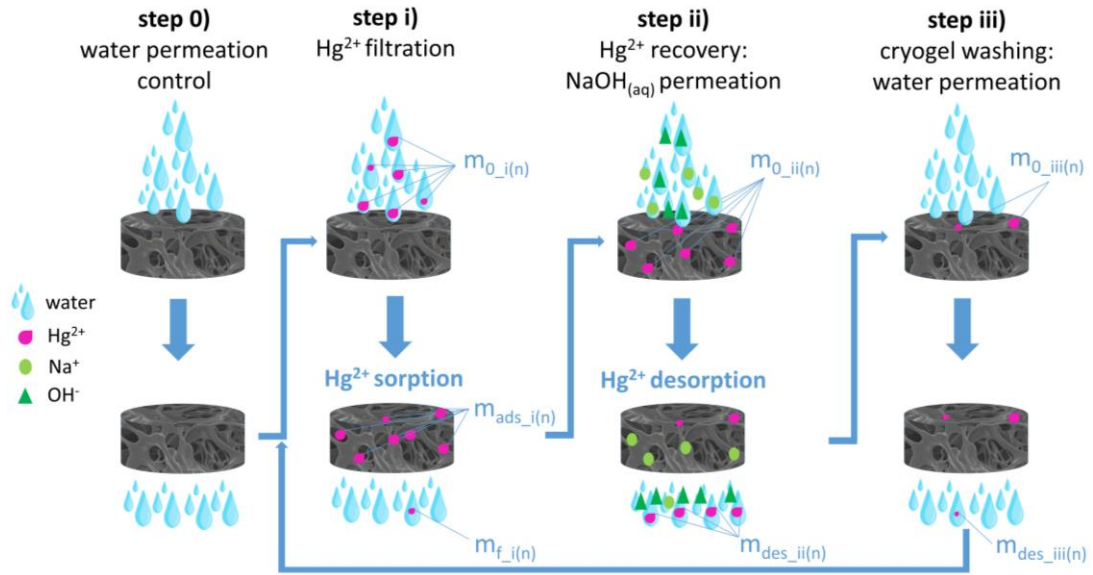 step 0)
water permeation
control
step i)
Hg²⁺ filtration
step ii)
Hg²⁺ recovery:
NaOH(aq) permeation
step iii)
cryogel washing:
water permeation
m0_i(n)
m0_ii(n)
m0_iii(n)
water
Hg²⁺
Na⁺
OH⁻
Hg²⁺ sorption
Hg²⁺ desorption
mads_i(n)
mf_i(n)
mdes_ii(n)
mdes_iii(n)